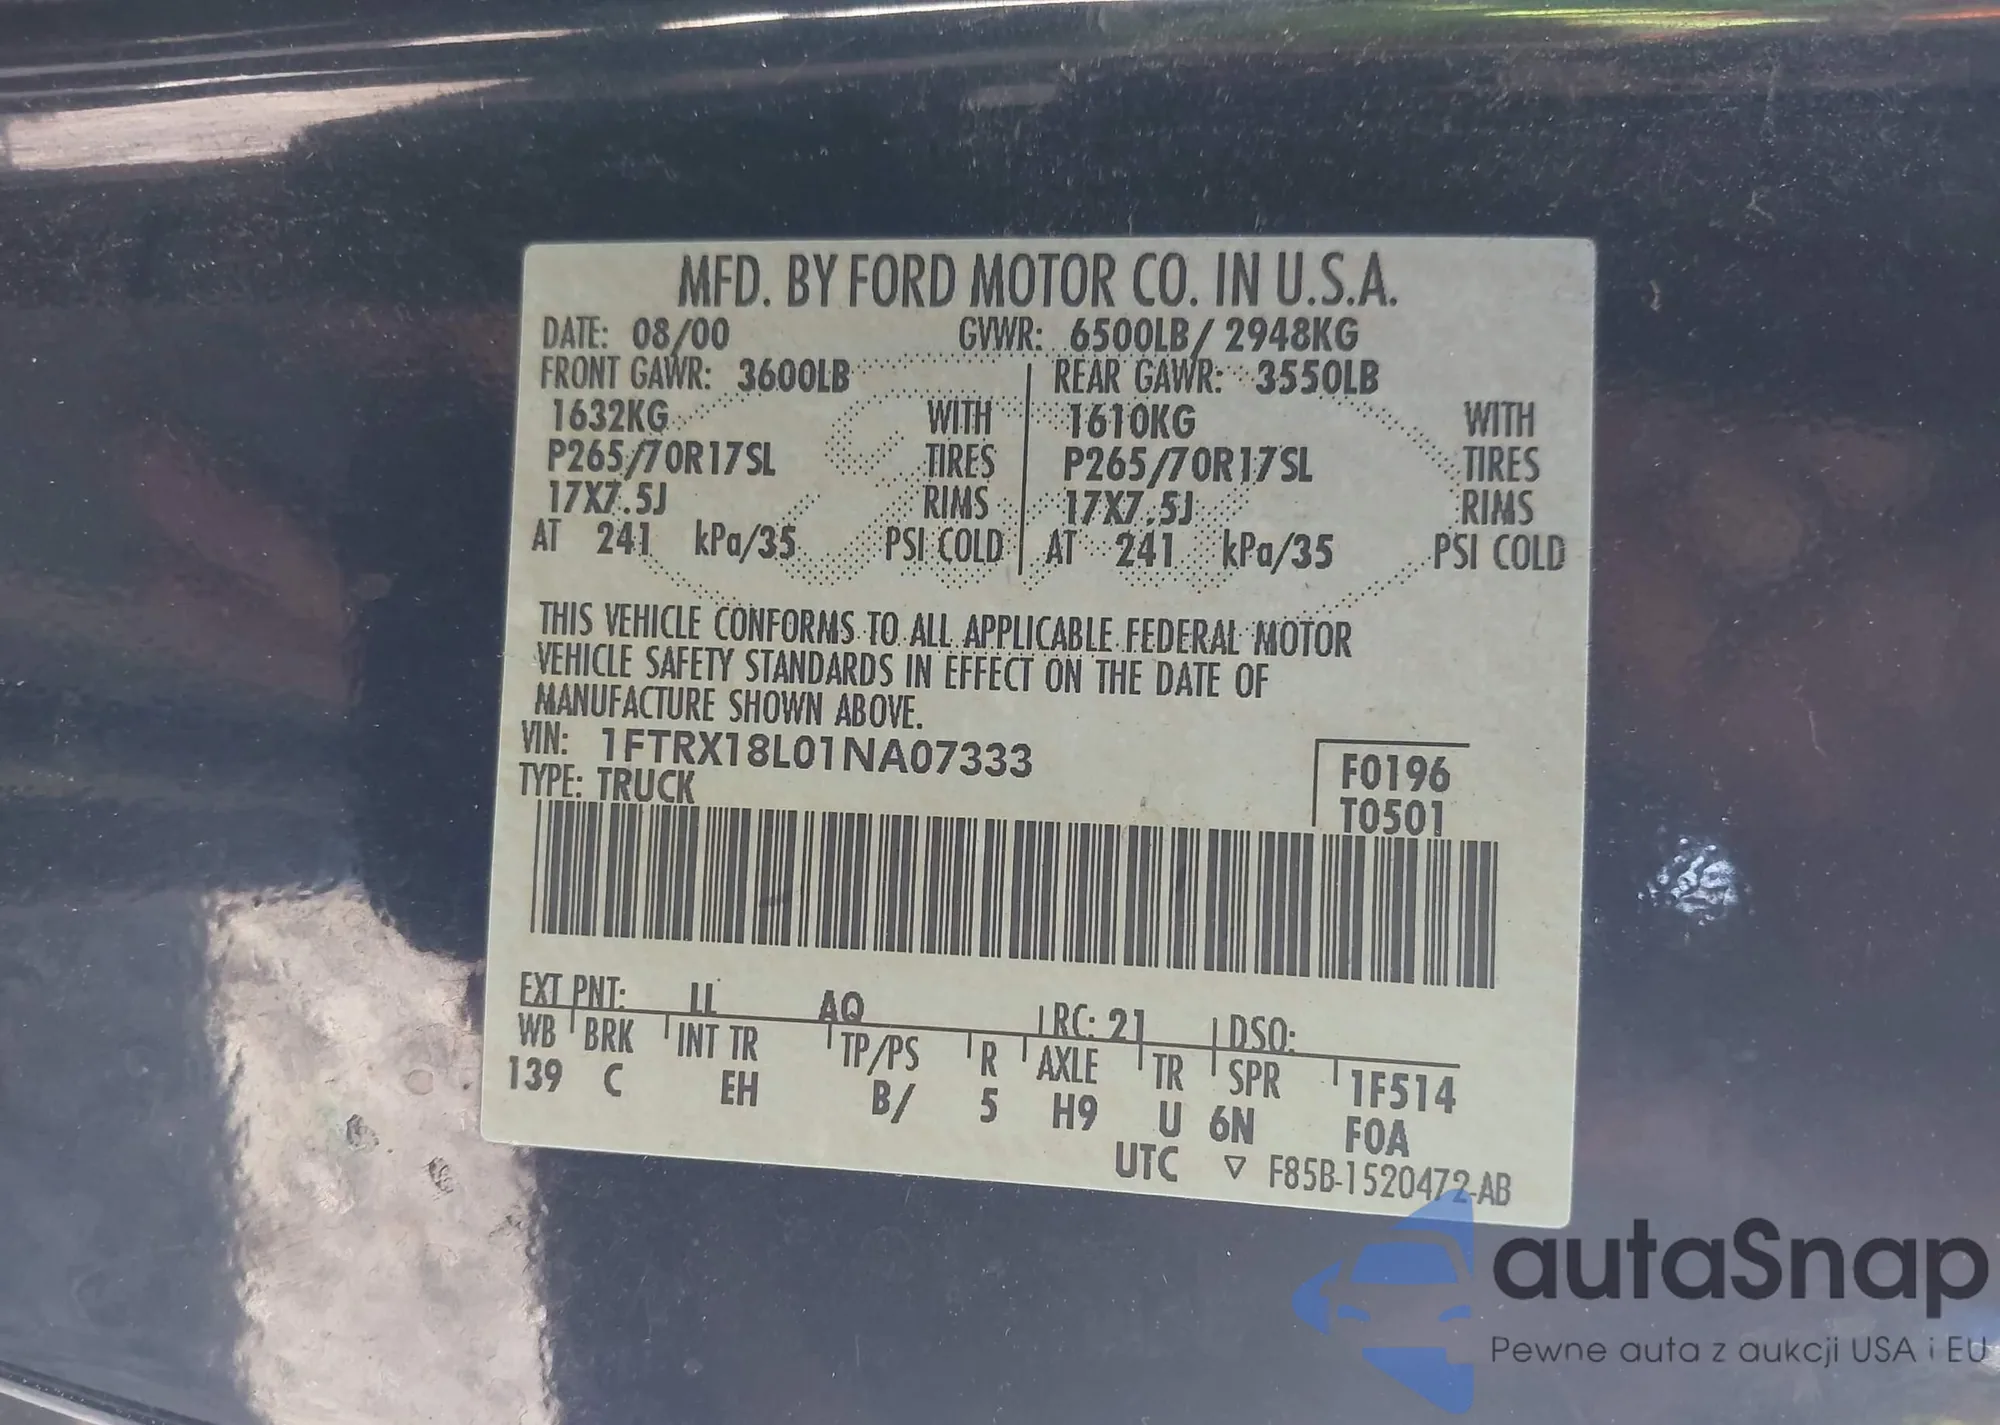 MFD. BY FORD MOTOR CO. IN U.S.A.
DATE: 08/00 GVWR: 6500LB/ 2948KG
FRONT GAWR: 3600LB REAR GAWR: 3550LB
1632KG WITH 1610KG WITH
P265/70R17SL TIRES P265/70R17SL TIRES
17X7.5J RIMS 17X7.5J RIMS
AT 241 kPa/35 PSI COLD AT 241 kPa/35 PSI COLD
THIS VEHICLE CONFORMS TO ALL APPLICABLE FEDERAL MOTOR
VEHICLE SAFETY STANDARDS IN EFFECT ON THE DATE OF
MANUFACTURE SHOWN ABOVE.
VIN: 1FTRX18L01NA07333
TYPE: TRUCK
F0196
T0501
EXT PNT: LL AQ RC: 21 DSO:
WB BRK INT TR TP/PS R AXLE TR SPR 1F514
139 C EH B/ 5 H9 U 6N F0A
UTC ▽ F85B-1520472-AB
autaSnap
Pewne auta z aukcji USA i EU